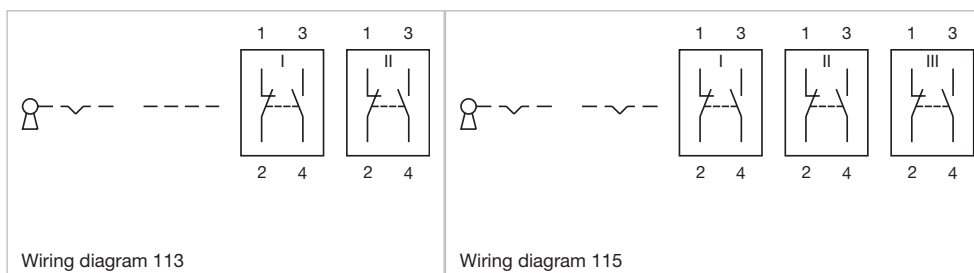 1 3 1 3 1 3 1 3 1 3
I II I II III
2 4 2 4 2 4 2 4 2 4
Wiring diagram 113 Wiring diagram 115